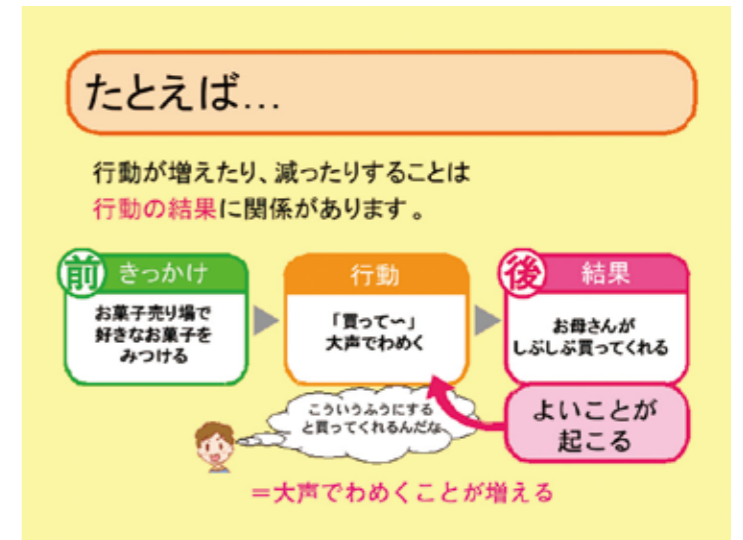 たとえば…
行動が増えたり、減ったりすることは
行動の結果に関係があります。
前 きっかけ
お菓子売り場で
好きなお菓子を
みつける
行動
「買って〜」
大声でわめく
後 結果
お母さんが
しぶしぶ買ってくれる
こういうふうにする
と買ってくれるんだな
よいことが
起こる
＝大声でわめくことが増える